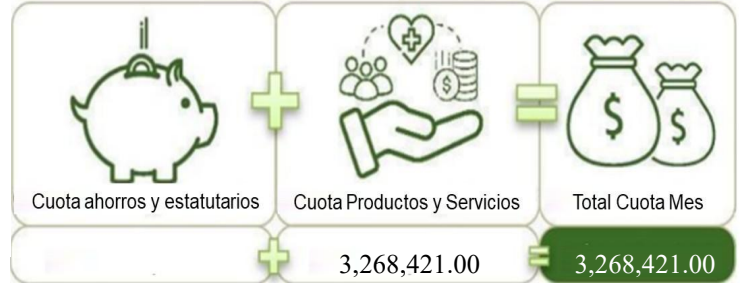 Cuota ahorros y estatutarios
Cuota Productos y Servicios
Total Cuota Mes
3,268,421.00
3,268,421.00